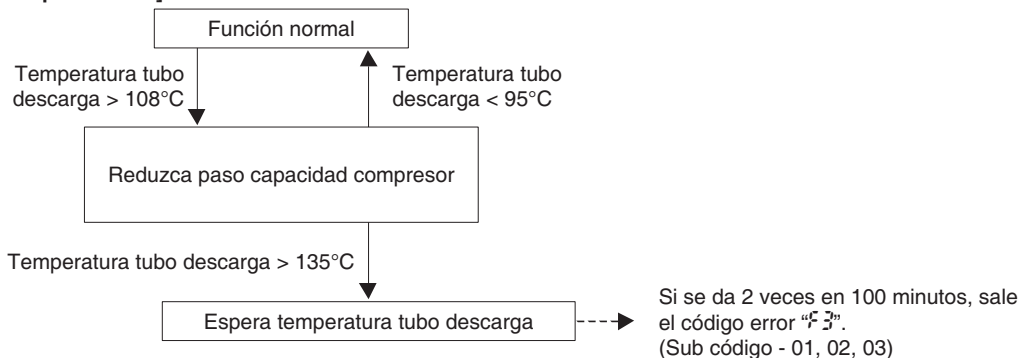 Función normal
Temperatura tubo
descarga > 108°C
Temperatura tubo
descarga < 95°C
Reduzca paso capacidad compresor
Temperatura tubo descarga > 135°C
Espera temperatura tubo descarga
Si se da 2 veces en 100 minutos, sale
el código error “F3”.
(Sub código - 01, 02, 03)